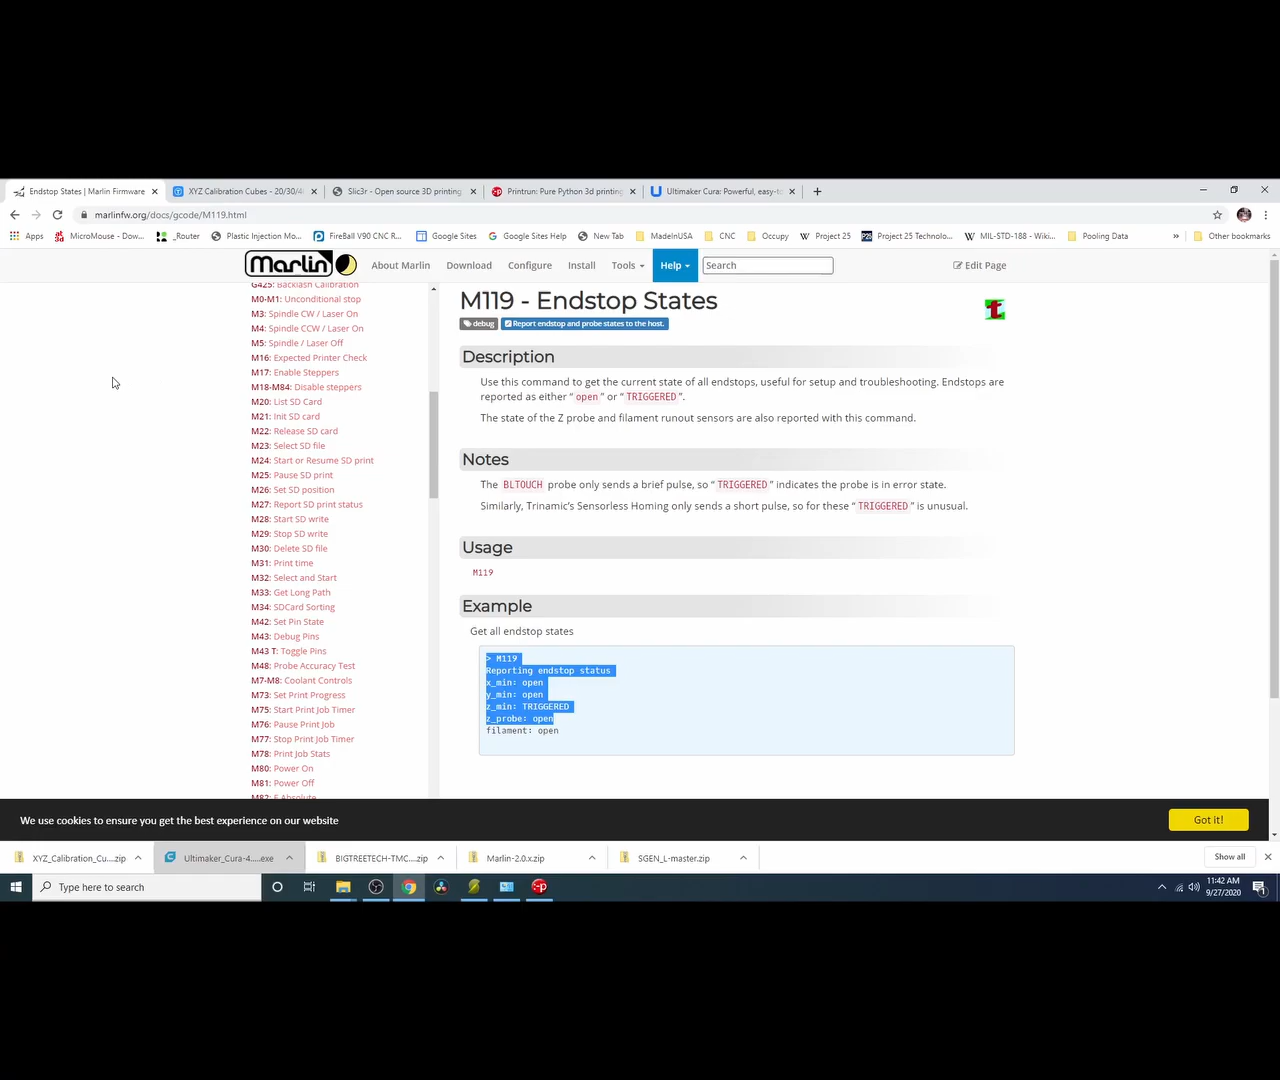 Endstop States | Marlin Firmware
XYZ Calibration Cubes - 20/30/4
Slic3r - Open source 3D printing
Printrun: Pure Python 3d printing
Ultimaker Cura: Powerful, easy-to
marlinfw.org/docs/gcode/M119.html
Apps
MicroMouse - Dow...
_Router
Plastic Injection Mo...
FireBall V90 CNC R...
Google Sites
Google Sites Help
New Tab
MadeinUSA
CNC
Occupy
Project 25
Project 25 Technolo...
MIL-STD-188 - Wiki...
Pooling Data
»
Other bookmarks
Marlin
About Marlin
Download
Configure
Install
Tools
Help
Search
Edit Page
G425: Backlash Calibration
M0-M1: Unconditional stop
M3: Spindle CW / Laser On
M4: Spindle CCW / Laser On
M5: Spindle / Laser Off
M16: Expected Printer Check
M17: Enable Steppers
M18-M84: Disable steppers
M20: List SD Card
M21: Init SD card
M22: Release SD card
M23: Select SD file
M24: Start or Resume SD print
M25: Pause SD print
M26: Set SD position
M27: Report SD print status
M28: Start SD write
M29: Stop SD write
M30: Delete SD file
M31: Print time
M32: Select and Start
M33: Get Long Path
M34: SDCard Sorting
M42: Set Pin State
M43: Debug Pins
M43 T: Toggle Pins
M48: Probe Accuracy Test
M7-M8: Coolant Controls
M73: Set Print Progress
M75: Start Print Job Timer
M76: Pause Print Job
M77: Stop Print Job Timer
M78: Print Job Stats
M80: Power On
M81: Power Off
M82: E Absolute
M119 - Endstop States
debug
Report endstop and probe states to the host.
t
Description
Use this command to get the current state of all endstops, useful for setup and troubleshooting. Endstops are
reported as either “ open ” or “ TRIGGERED ”.
The state of the Z probe and filament runout sensors are also reported with this command.
Notes
The BLTOUCH probe only sends a brief pulse, so “ TRIGGERED ” indicates the probe is in error state.
Similarly, Trinamic’s Sensorless Homing only sends a short pulse, so for these “ TRIGGERED ” is unusual.
Usage
M119
Example
Get all endstop states
> M119
Reporting endstop status
x_min: open
y_min: open
z_min: TRIGGERED
z_probe: open
filament: open
We use cookies to ensure you get the best experience on our website
Got it!
XYZ_Calibration_Cu....zip
Ultimaker_Cura-4.....exe
BIGTREETECH-TMC....zip
Marlin-2.0.x.zip
SGEN_L-master.zip
Show all
Type here to search
11:42 AM
9/27/2020